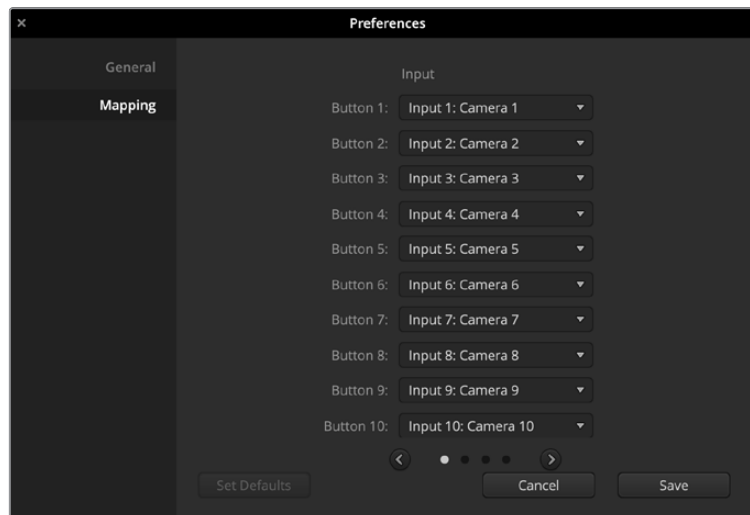 Preferences
General
Mapping
Input
Button 1: Input 1: Camera 1
Button 2: Input 2: Camera 2
Button 3: Input 3: Camera 3
Button 4: Input 4: Camera 4
Button 5: Input 5: Camera 5
Button 6: Input 6: Camera 6
Button 7: Input 7: Camera 7
Button 8: Input 8: Camera 8
Button 9: Input 9: Camera 9
Button 10: Input 10: Camera 10
Set Defaults Cancel Save